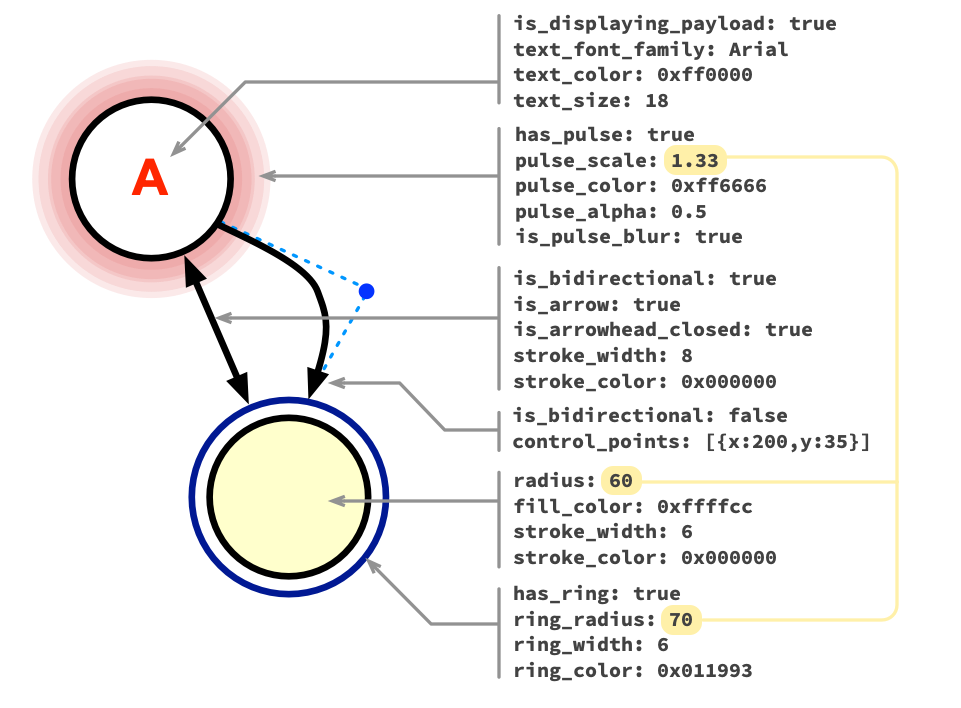 A
is_displaying_payload: true
text_font_family: Arial
text_color: 0xff0000
text_size: 18
has_pulse: true
pulse_scale: 1.33
pulse_color: 0xff6666
pulse_alpha: 0.5
is_pulse_blur: true
is_bidirectional: true
is_arrow: true
is_arrowhead_closed: true
stroke_width: 8
stroke_color: 0x000000
is_bidirectional: false
control_points: [{x:200,y:35}]
radius: 60
fill_color: 0xffffcc
stroke_width: 6
stroke_color: 0x000000
has_ring: true
ring_radius: 70
ring_width: 6
ring_color: 0x011993